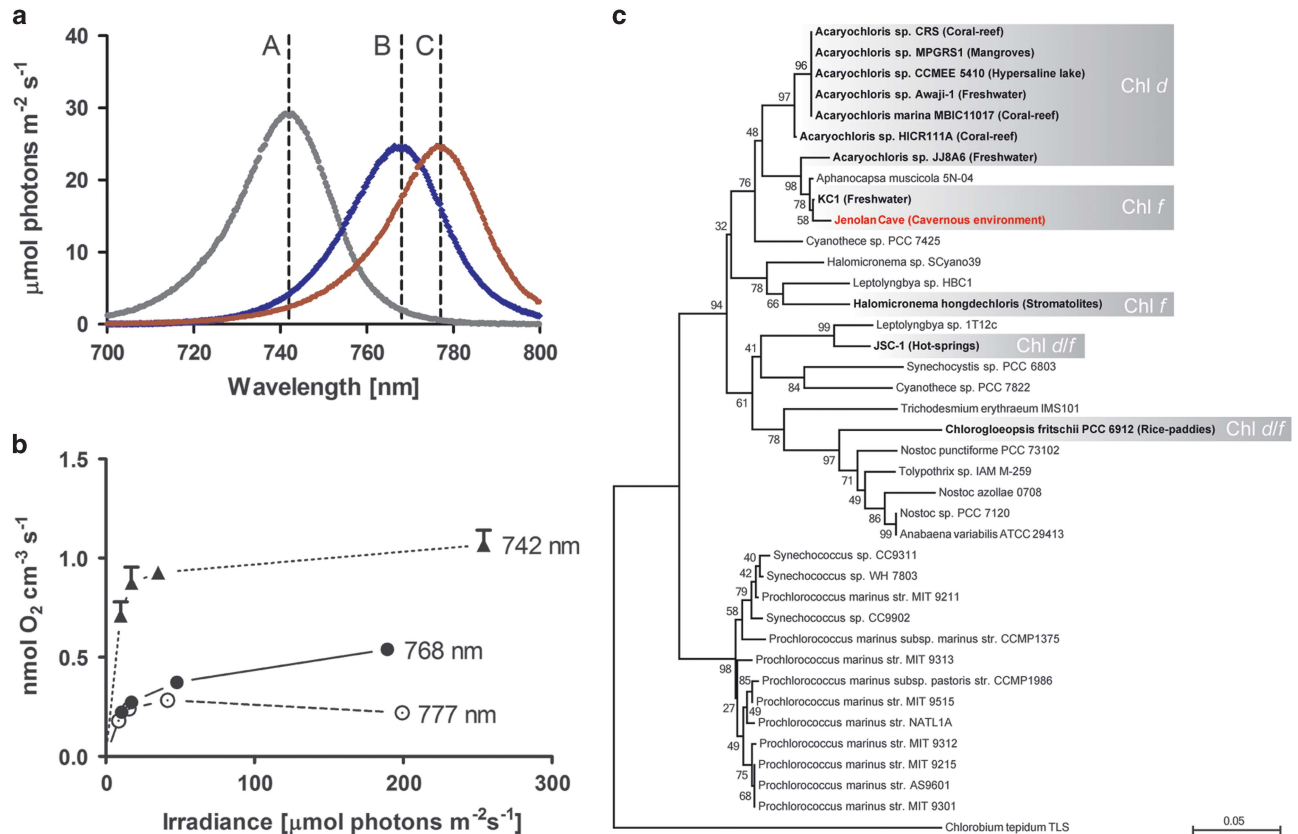 a
40
30
20
10
0
μmol photons m-2 s-1
A
B
C
700
720
740
760
780
800
Wavelength [nm]
b
1.5
1.0
0.5
0.0
nmol O2 cm-3 s-1
742 nm
768 nm
777 nm
0
100
200
300
Irradiance [μmol photons m-2s-1]
c
Acaryochloris sp. CRS (Coral-reef)
Acaryochloris sp. MPGRS1 (Mangroves)
96
Acaryochloris sp. CCMEE 5410 (Hypersaline lake)
Chl d
97
Acaryochloris sp. Awaji-1 (Freshwater)
Acaryochloris marina MBIC11017 (Coral-reef)
48
Acaryochloris sp. HICR111A (Coral-reef)
Acaryochloris sp. JJ8A6 (Freshwater)
98
Aphanocapsa muscicola 5N-04
76
78
KC1 (Freshwater)
Chl f
58
Jenolan Cave (Cavernous environment)
32
Cyanothece sp. PCC 7425
Halomicronema sp. SCyano39
78
Leptolyngbya sp. HBC1
66
Halomicronema hongdechloris (Stromatolites)
Chl f
94
99
Leptolyngbya sp. 1T12c
41
JSC-1 (Hot-springs)
Chl d/f
Synechocystis sp. PCC 6803
84
Cyanothece sp. PCC 7822
61
Trichodesmium erythraeum IMS101
78
Chlorogloeopsis fritschii PCC 6912 (Rice-paddies)
Chl d/f
97
Nostoc punctiforme PCC 73102
71
Tolypothrix sp. IAM M-259
49
Nostoc azollae 0708
86
Nostoc sp. PCC 7120
99
Anabaena variabilis ATCC 29413
40
Synechococcus sp. CC9311
42
Synechococcus sp. WH 7803
79
Prochlorococcus marinus str. MIT 9211
58
Synechococcus sp. CC9902
Prochlorococcus marinus subsp. marinus str. CCMP1375
98
Prochlorococcus marinus str. MIT 9313
85
Prochlorococcus marinus subsp. pastoris str. CCMP1986
27
Prochlorococcus marinus str. MIT 9515
49
Prochlorococcus marinus str. NATL1A
49
Prochlorococcus marinus str. MIT 9312
75
Prochlorococcus marinus str. MIT 9215
Prochlorococcus marinus str. AS9601
68
Prochlorococcus marinus str. MIT 9301
Chlorobium tepidum TLS
0.05